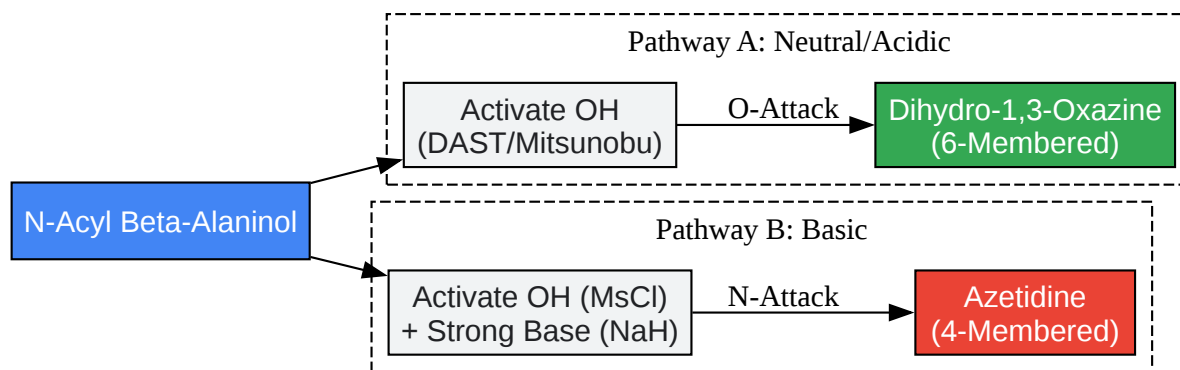 Pathway A: Neutral/Acidic
Activate OH
(DAST/Mitsunobu)
O-Attack
Dihydro-1,3-Oxazine
(6-Membered)
N-Acyl Beta-Alaninol
Pathway B: Basic
Activate OH (MsCl)
+ Strong Base (NaH)
N-Attack
Azetidine
(4-Membered)